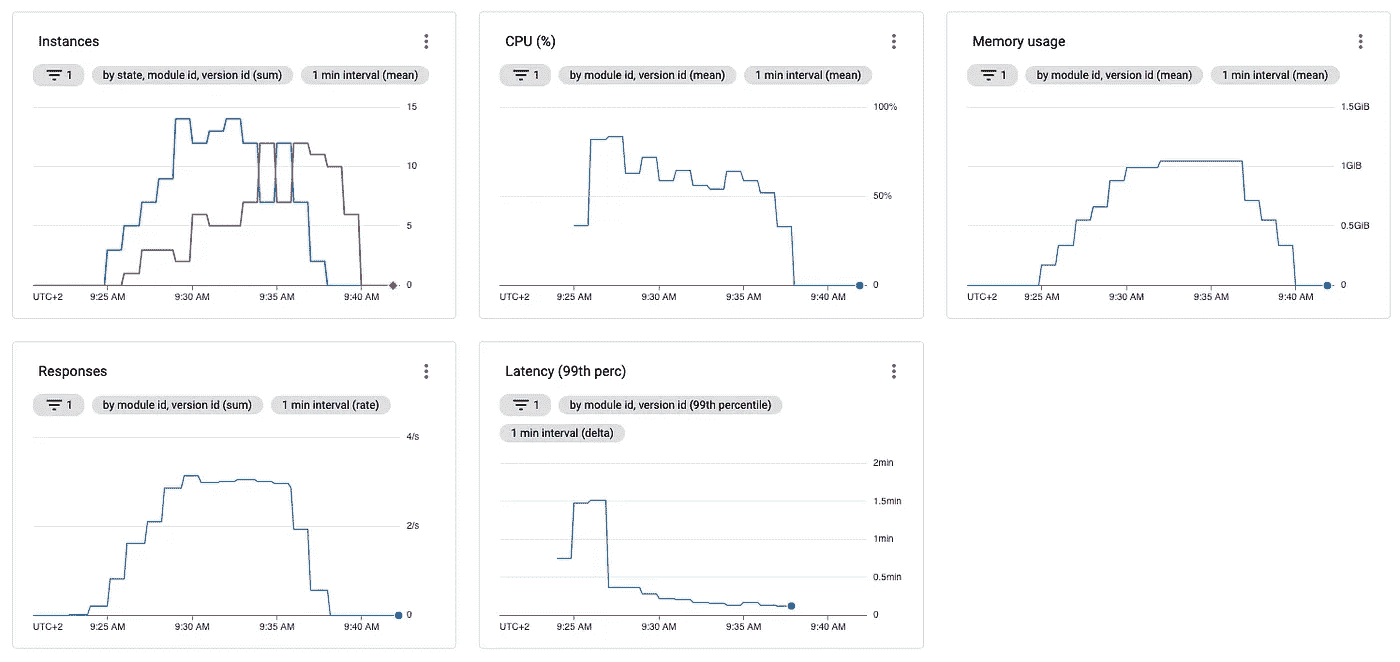 Instances
1 by state, module id, version id (sum) 1 min interval (mean)
15
10
5
0
UTC+2 9:25 AM 9:30 AM 9:35 AM 9:40 AM
CPU (%)
1 by module id, version id (mean) 1 min interval (mean)
100%
50%
0
UTC+2 9:25 AM 9:30 AM 9:35 AM 9:40 AM
Memory usage
1 by module id, version id (mean) 1 min interval (mean)
1.5GiB
1GiB
0.5GiB
0
UTC+2 9:25 AM 9:30 AM 9:35 AM 9:40 AM
Responses
1 by module id, version id (sum) 1 min interval (rate)
4/s
2/s
0
UTC+2 9:25 AM 9:30 AM 9:35 AM 9:40 AM
Latency (99th perc)
1 by module id, version id (99th percentile)
1 min interval (delta)
2min
1.5min
1min
0.5min
0
UTC+2 9:25 AM 9:30 AM 9:35 AM 9:40 AM